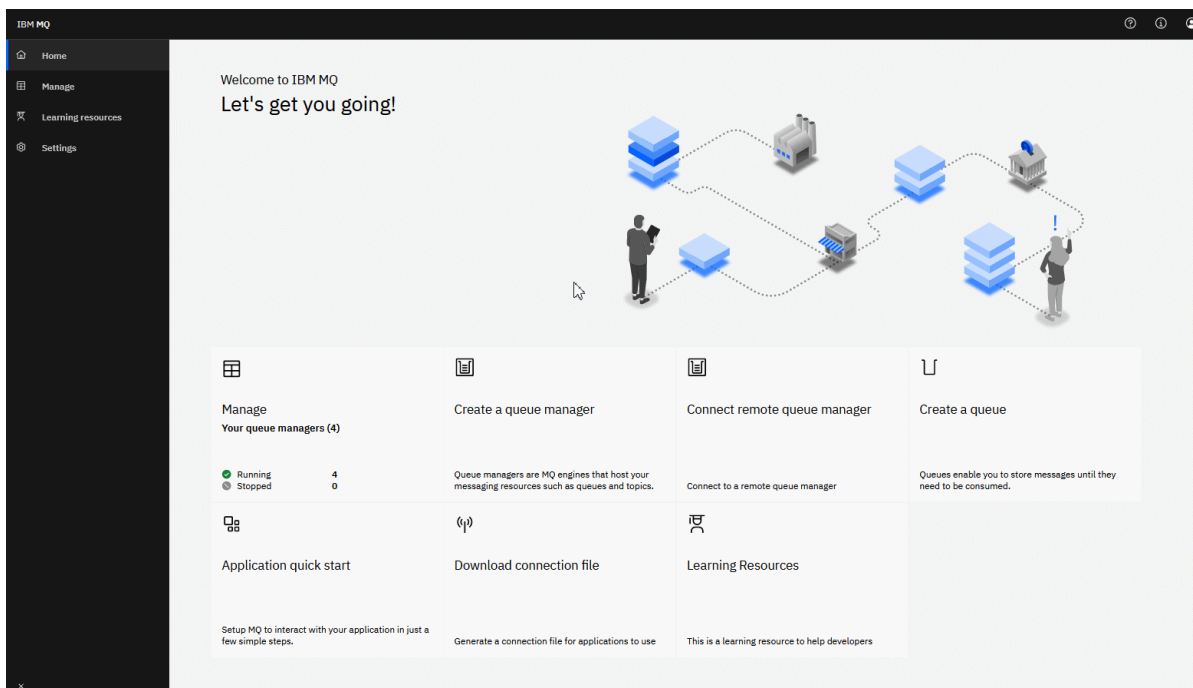 IBM MQ
Home
Manage
Learning resources
Settings
Welcome to IBM MQ
Let's get you going!
!
Manage
Your queue managers (4)
Running 4
Stopped 0
Create a queue manager
Queue managers are MQ engines that host your
messaging resources such as queues and topics.
Connect remote queue manager
Connect to a remote queue manager
Create a queue
Queues enable you to store messages until they
need to be consumed.
Application quick start
Setup MQ to interact with your application in just a
few simple steps.
Download connection file
Generate a connection file for applications to use
Learning Resources
This is a learning resource to help developers